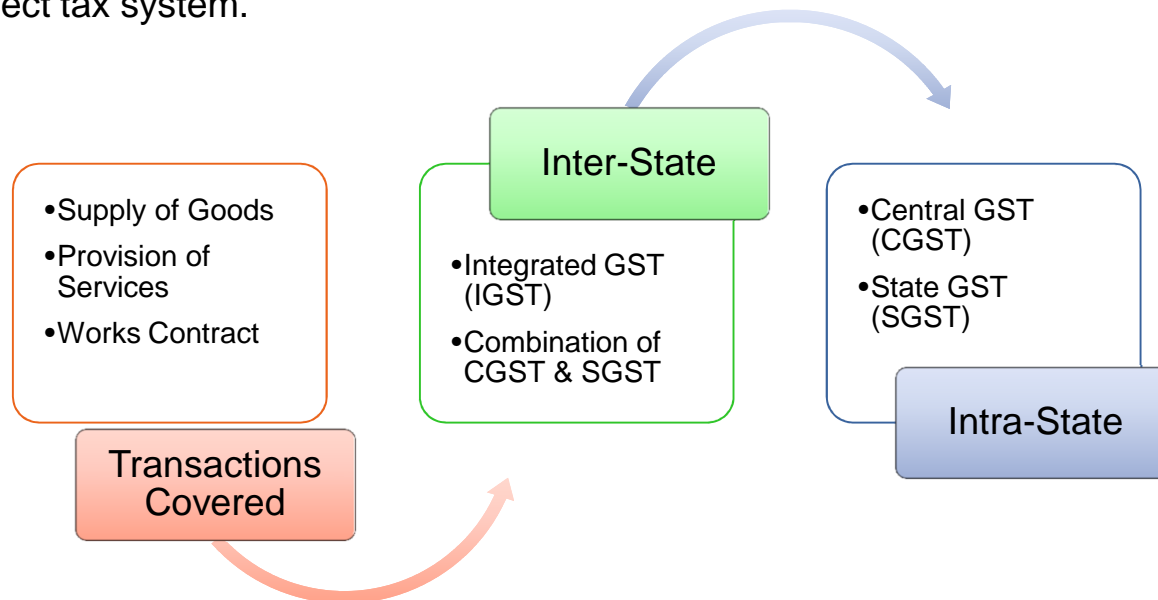 ect tax system.
•Supply of Goods
•Provision of
Services
•Works Contract
Transactions
Covered
Inter-State
•Integrated GST
(IGST)
•Combination of
CGST & SGST
•Central GST
(CGST)
•State GST
(SGST)
Intra-State